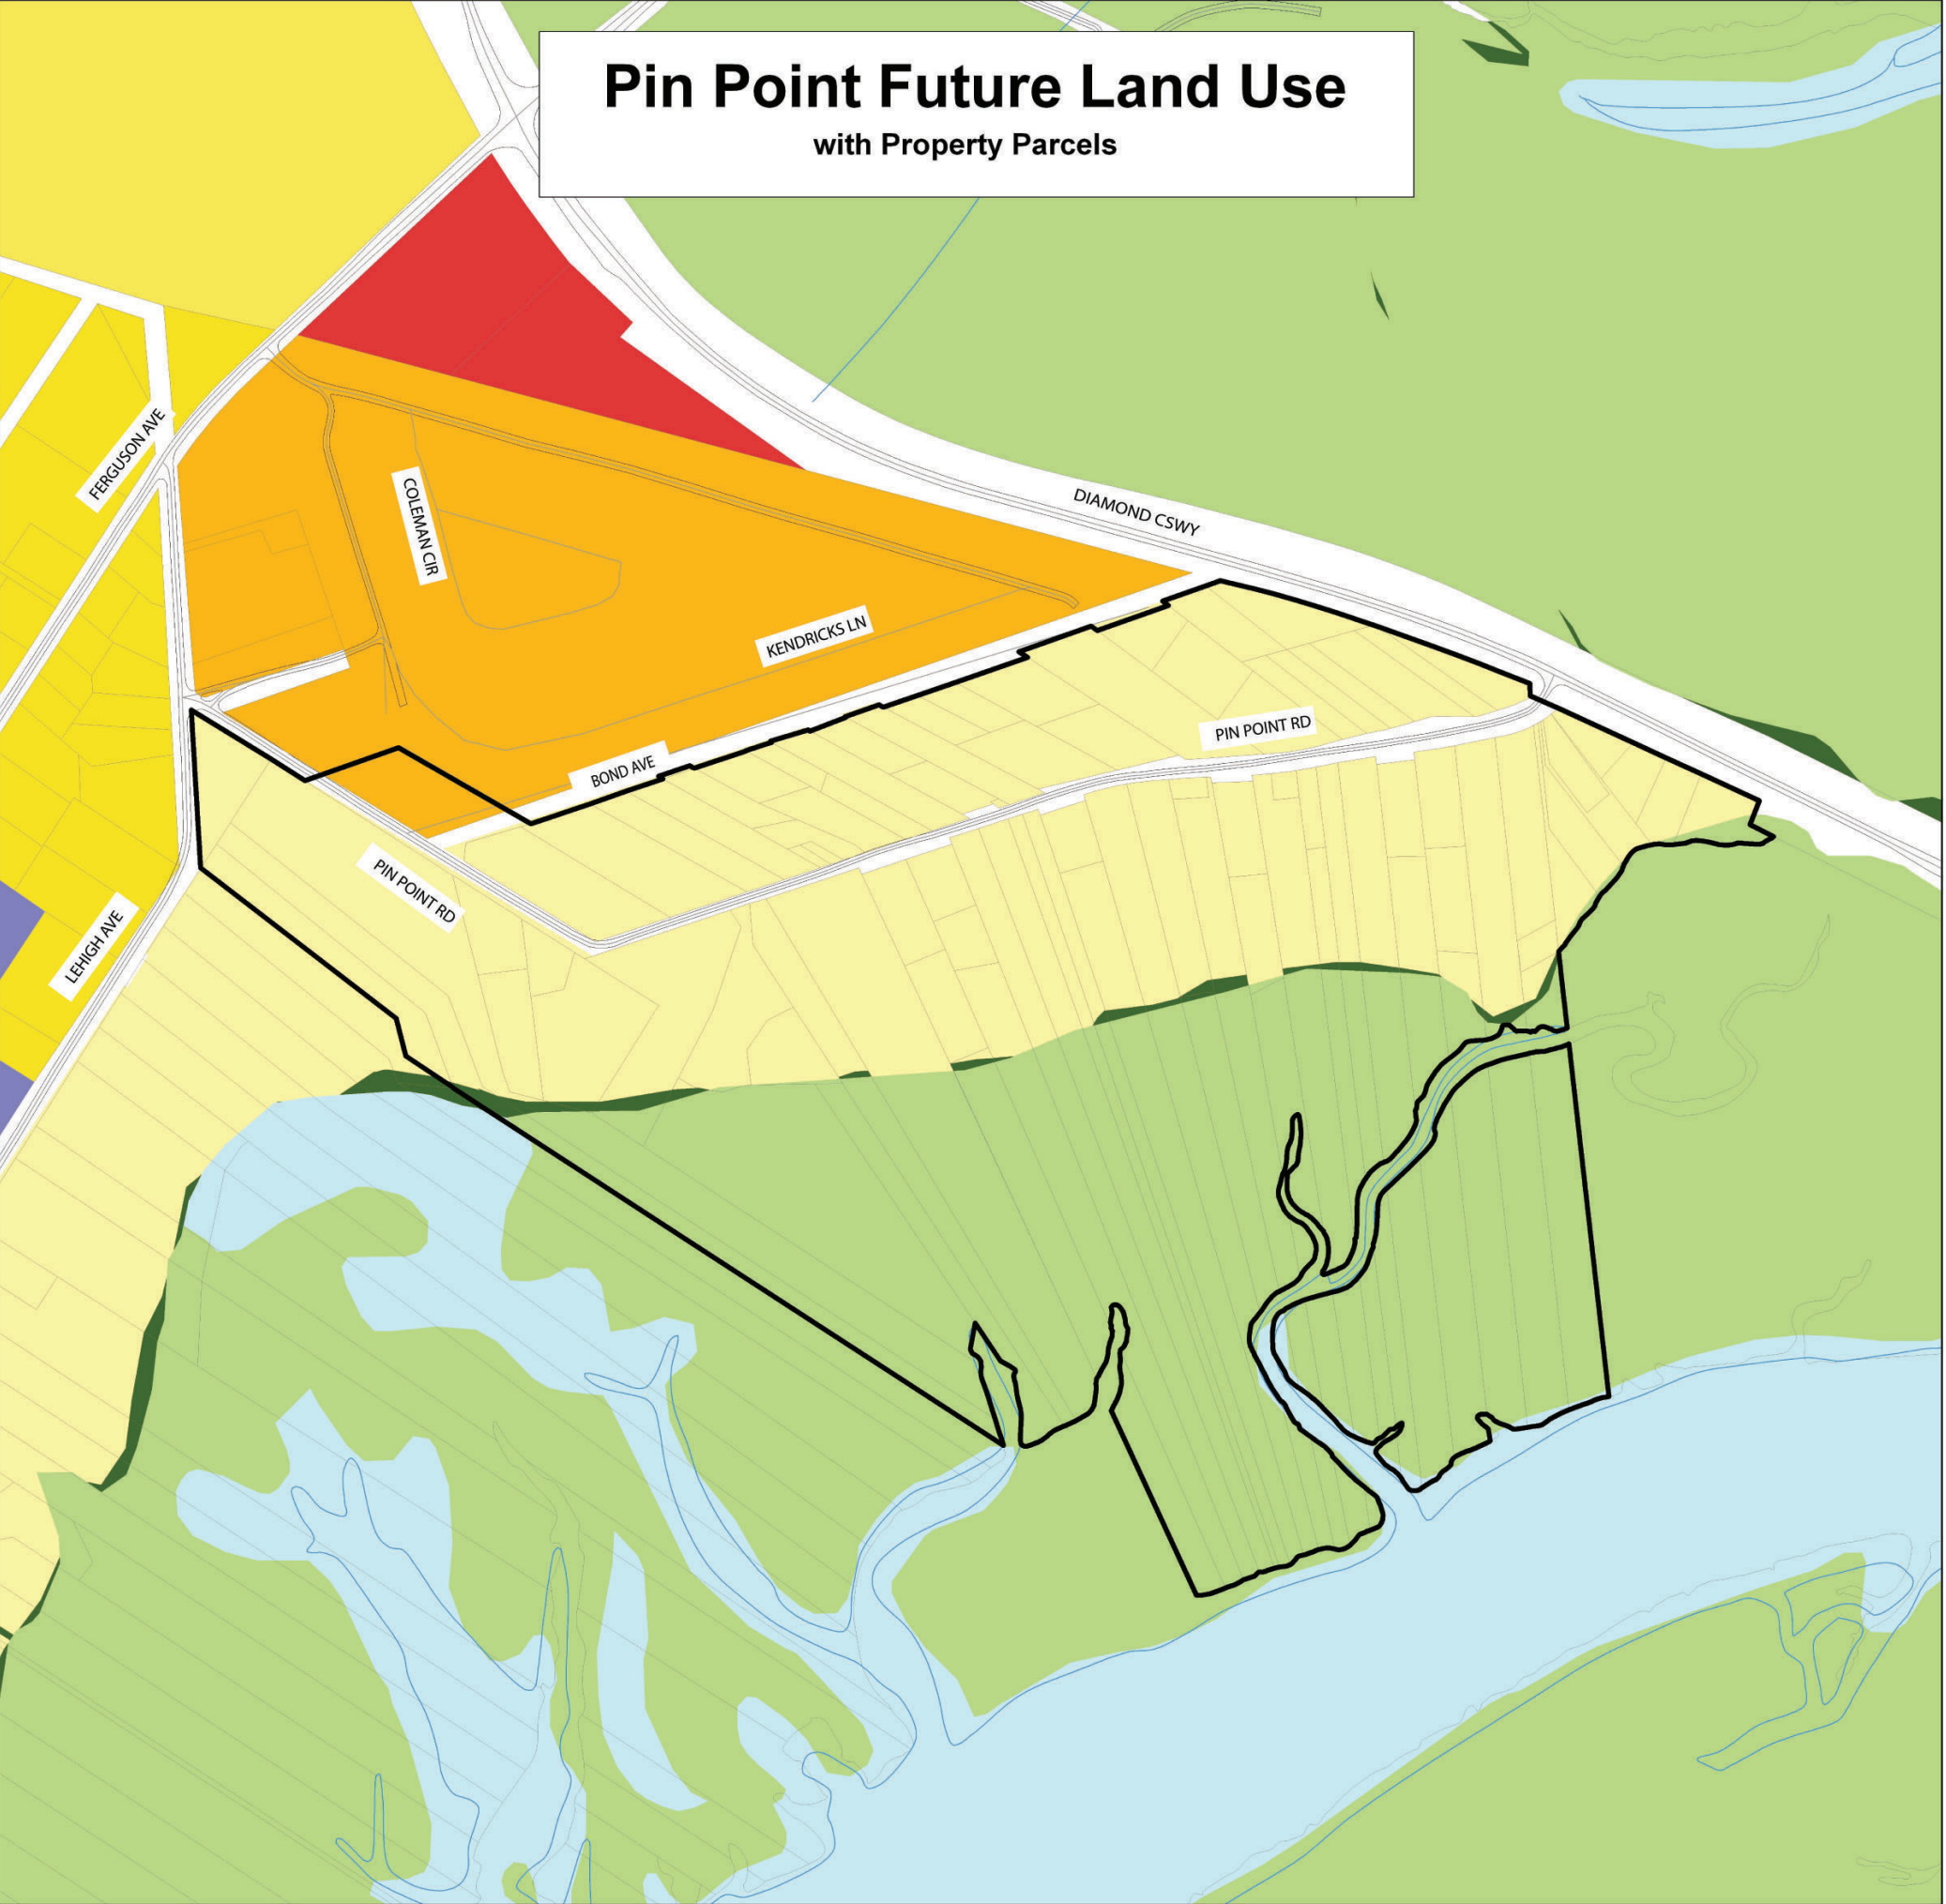 Pin Point Future Land Use
with Property Parcels
FERGUSON AVE
COLEMAN CIR
DIAMOND CSWY
KENDRICKS LN
PIN POINT RD
BOND AVE
PIN POINT RD
LEHIGH AVE